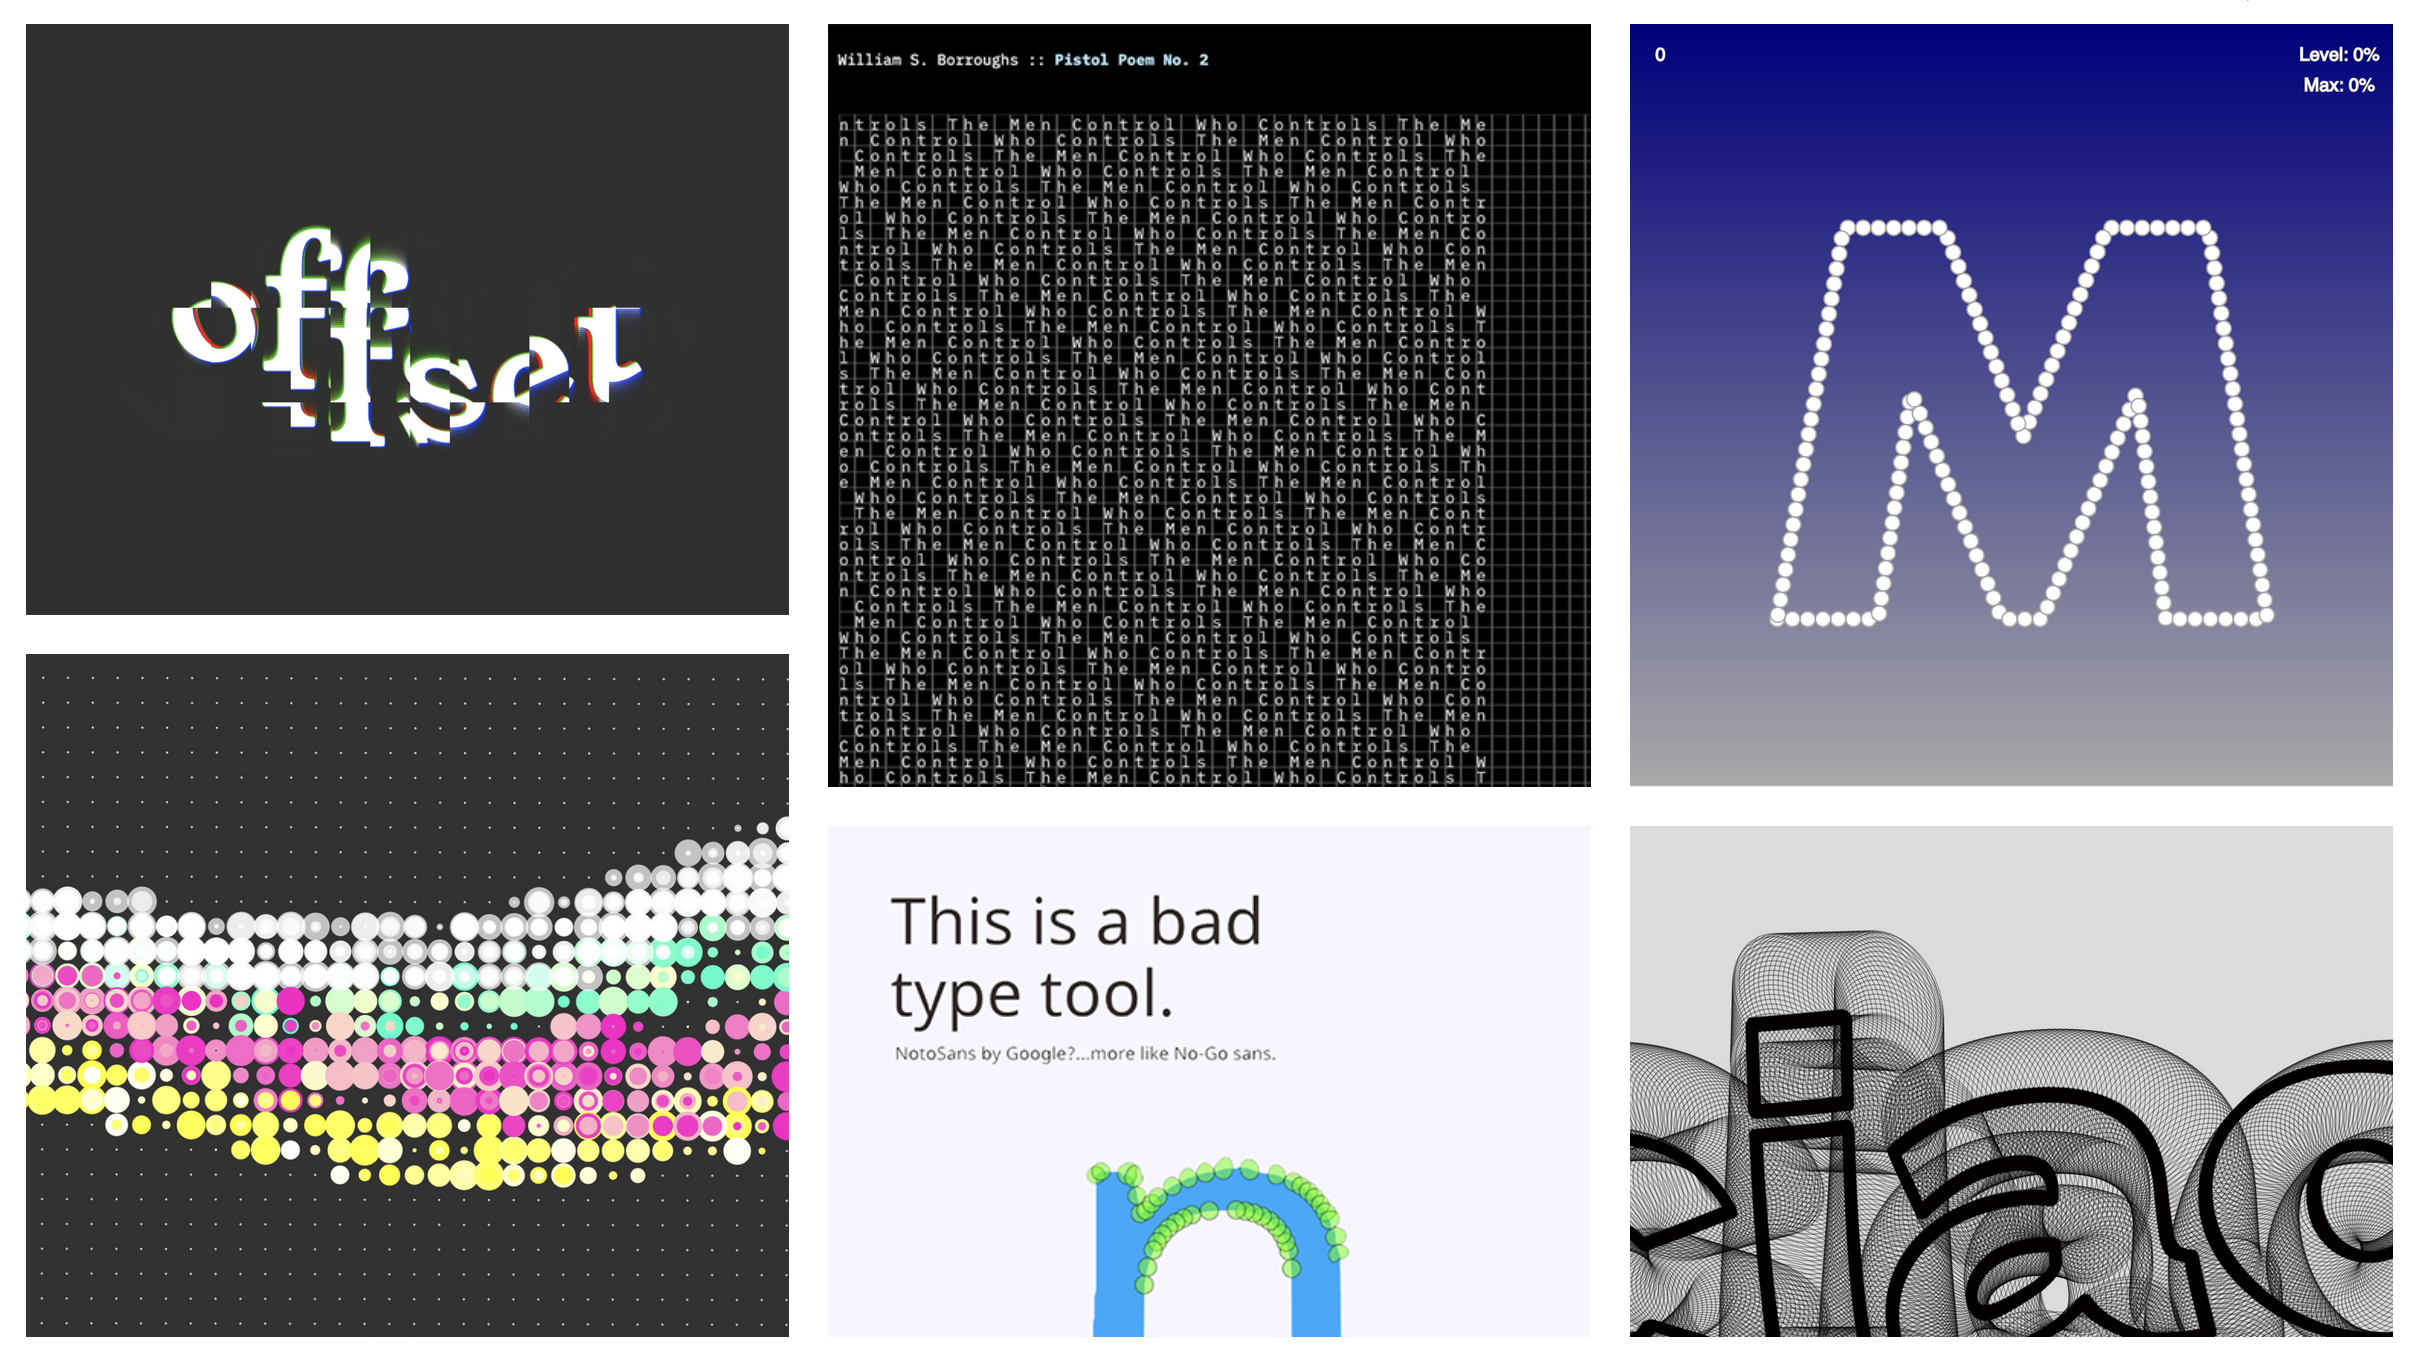 offset
William S. Borroughs :: Pistol Poem No. 2
ntrols The Men Control Who Controls The Me
n Control Who Controls The Men Control Who
Controls The Men Control Who Controls The
Men Control Who Controls The Men Control
Who Controls The Men Control Who Controls
The Men Control Who Controls The Men Contr
ol Who Controls The Men Control Who Contro
ls The Men Control Who Controls The Men Co
ntrol Who Controls The Men Control Who Con
trols The Men Control Who Controls The Men
Control Who Controls The Men Control Who
Controls The Men Control Who Controls The
Men Control Who Controls The Men Control W
ho Controls The Men Control Who Controls T
he Men Control Who Controls The Men Contro
l Who Controls The Men Control Who Control
s The Men Control Who Controls The Men Con
trol Who Controls The Men Control Who Cont
rols The Men Control Who Controls The Men
Control Who Controls The Men Control Who C
ontrols The Men Control Who Controls The M
en Control Who Controls The Men Control Wh
o Controls The Men Control Who Controls Th
e Men Control Who Controls The Men Control
Who Controls The Men Control Who Controls
The Men Control Who Controls The Men Cont
rol Who Controls The Men Control Who Contr
ols The Men Control Who Controls The Men C
ontrol Who Controls The Men Control Who Co
ntrols The Men Control Who Controls The Me
n Control Who Controls The Men Control Who
Controls The Men Control Who Controls The
Men Control Who Controls The Men Control
Who Controls The Men Control Who Controls
The Men Control Who Controls The Men Contr
ol Who Controls The Men Control Who Contro
ls The Men Control Who Controls The Men Co
ntrol Who Controls The Men Control Who Con
trols The Men Control Who Controls The Men
Control Who Controls The Men Control Who
Controls The Men Control Who Controls The
Men Control Who Controls The Men Control W
ho Controls The Men Control Who Controls T
0
Level: 0%
Max: 0%
M
This is a bad
type tool.
NotoSans by Google?...more like No-Go sans.
n
ciao